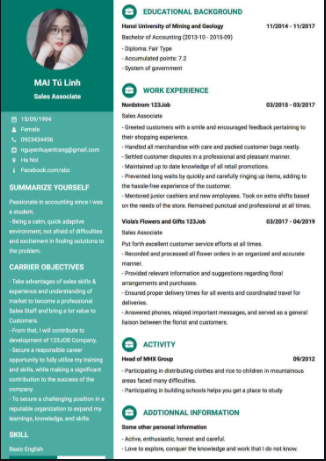 MAI Tú Linh
Sales Associate
15/09/1994
Female
0923434456
nguyenhuyentrang@gmail.com
Ha Noi
Facebook.com/abc
SUMMARIZE YOURSELF
Passionate in accounting since I was
a student.
- Being a calm, quick adaptive
environment, not afraid of difficulties
and excitement in finding solutions to
the problem.
CARRIER OBJECTIVES
- Take advantages of sales skills &
experience and understanding of
market to become a professional
Sales Staff and bring a lot value to
Customers.
- From that, I will contribute to
development of 123JOB Company.
- Secure a responsible career
opportunity to fully utilize my training
and skills, while making a significant
contribution to the success of the
company.
- To secure a challenging position in a
reputable organization to expand my
learnings, knowledge, and skills.
SKILL
Basic English
EDUCATIONAL BACKGROUND
Hanoi University of Mining and Geology 11/2014 - 11/2017
Bachelor of Accounting (2013-10 - 2015-09)
- Diploma: Fair Type
- Accumulated points: 7.2
- System of government
WORK EXPERIENCE
Nordstrom 123Job 03/2015 - 03/2017
Sales Associate
- Greeted customers with a smile and encouraged feedback pertaining to
their shopping experience.
- Handled all merchandise with care and packed customer bags neatly.
- Settled customer disputes in a professional and pleasant manner.
- Maintained up to date knowledge of all retail promotions.
- Prevented long waits by quickly and carefully ringing up items, adding to
the hassle-free experience of the customer.
- Mentored junior cashiers and new employees. Took on extra shifts based
on the needs of the store. Remained punctual and professional at all times.
Viola's Flowers and Gifts 123Job 03/2017 - 04/2019
Sales Associate
Put forth excellent customer service efforts at all times.
- Recorded and processed all flower orders in an organized and accurate
manner.
- Provided relevant information and suggestions regarding floral
arrangements and purchases.
- Ensured proper delivery times for all events and coordinated travel for
deliveries.
- Answered phones, relayed important messages, and served as a general
liaison between the florist and customers.
ACTIVITY
Head of MHX Group 09/2012
- Participating in distributing clothes and rice to children in mountainous
areas faced many difficulties.
- Participating in building schools helps you get a place to study
ADDTIONNAL INFORMATION
Some other personal information
- Active, enthusiastic, honest and careful.
- Love to explore, conquer the knowledge and work that I do not know.